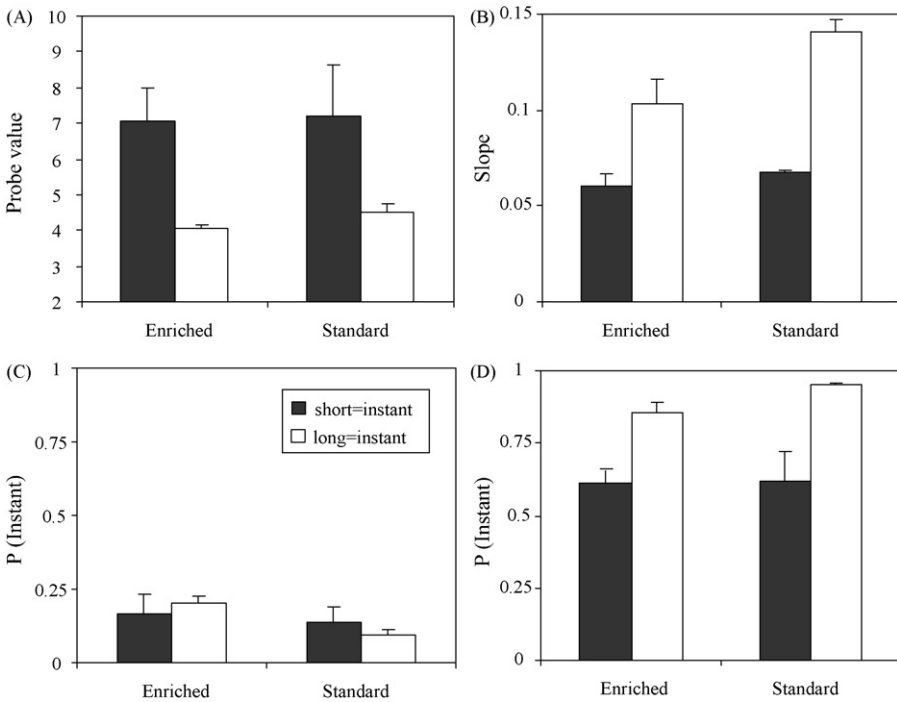 (A)
10
9
8
7
6
5
4
3
2
Probe value
Enriched Standard
(B)
0.15
0.1
0.05
0
Slope
Enriched Standard
(C)
1
0.75
0.5
0.25
0
P (Instant)
short=instant
long=instant
Enriched Standard
(D)
1
0.75
0.5
0.25
0
P (Instant)
Enriched Standard